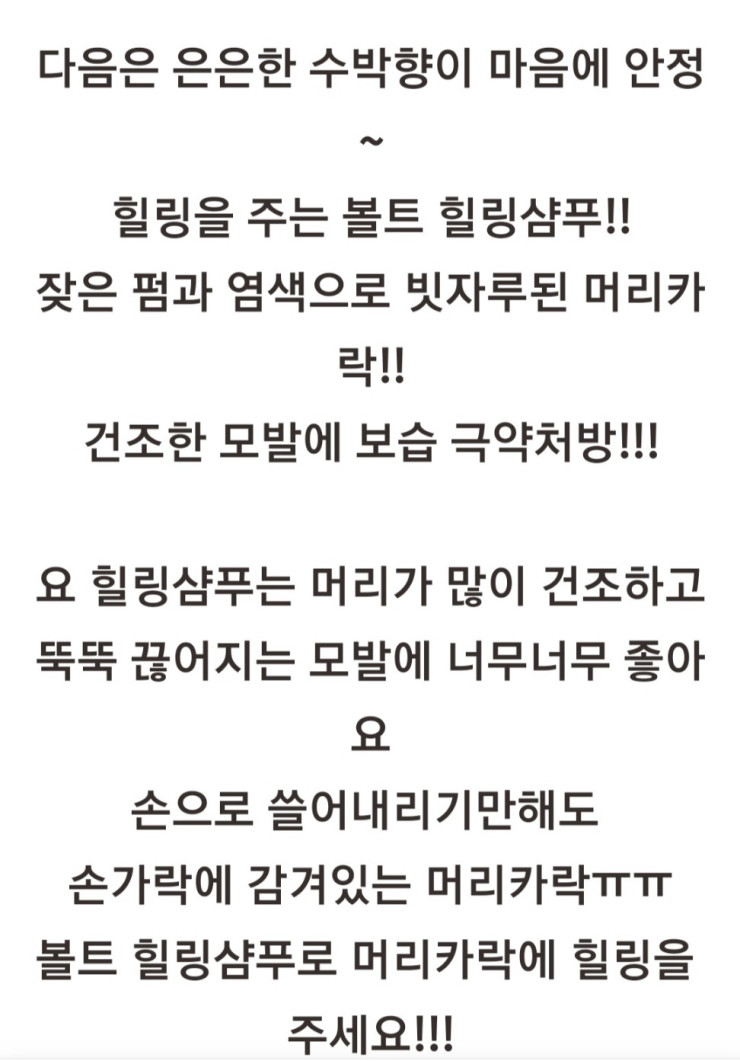 다음은 은은한 수박향이 마음에 안정
~
힐링을 주는 볼트 힐링샴푸!!
잦은 펌과 염색으로 빗자루된 머리카
락!!
건조한 모발에 보습 극약처방!!!
요 힐링샴푸는 머리가 많이 건조하고
뚝뚝 끊어지는 모발에 너무너무 좋아
요
손으로 쓸어내리기만해도
손가락에 감겨있는 머리카락ㅠㅠ
볼트 힐링샴푸로 머리카락에 힐링을
주세요!!!